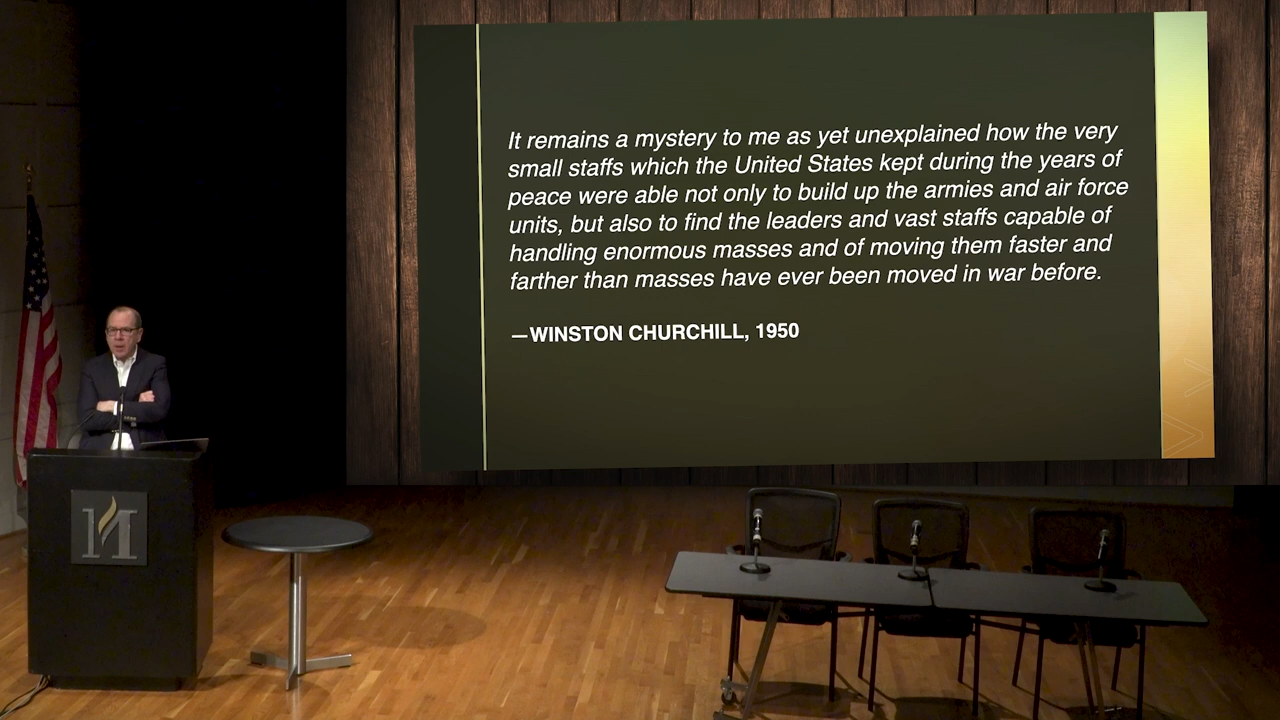 It remains a mystery to me as yet unexplained how the very
small staffs which the United States kept during the years of
peace were able not only to build up the armies and air force
units, but also to find the leaders and vast staffs capable of
handling enormous masses and of moving them faster and
farther than masses have ever been moved in war before.
—WINSTON CHURCHILL, 1950